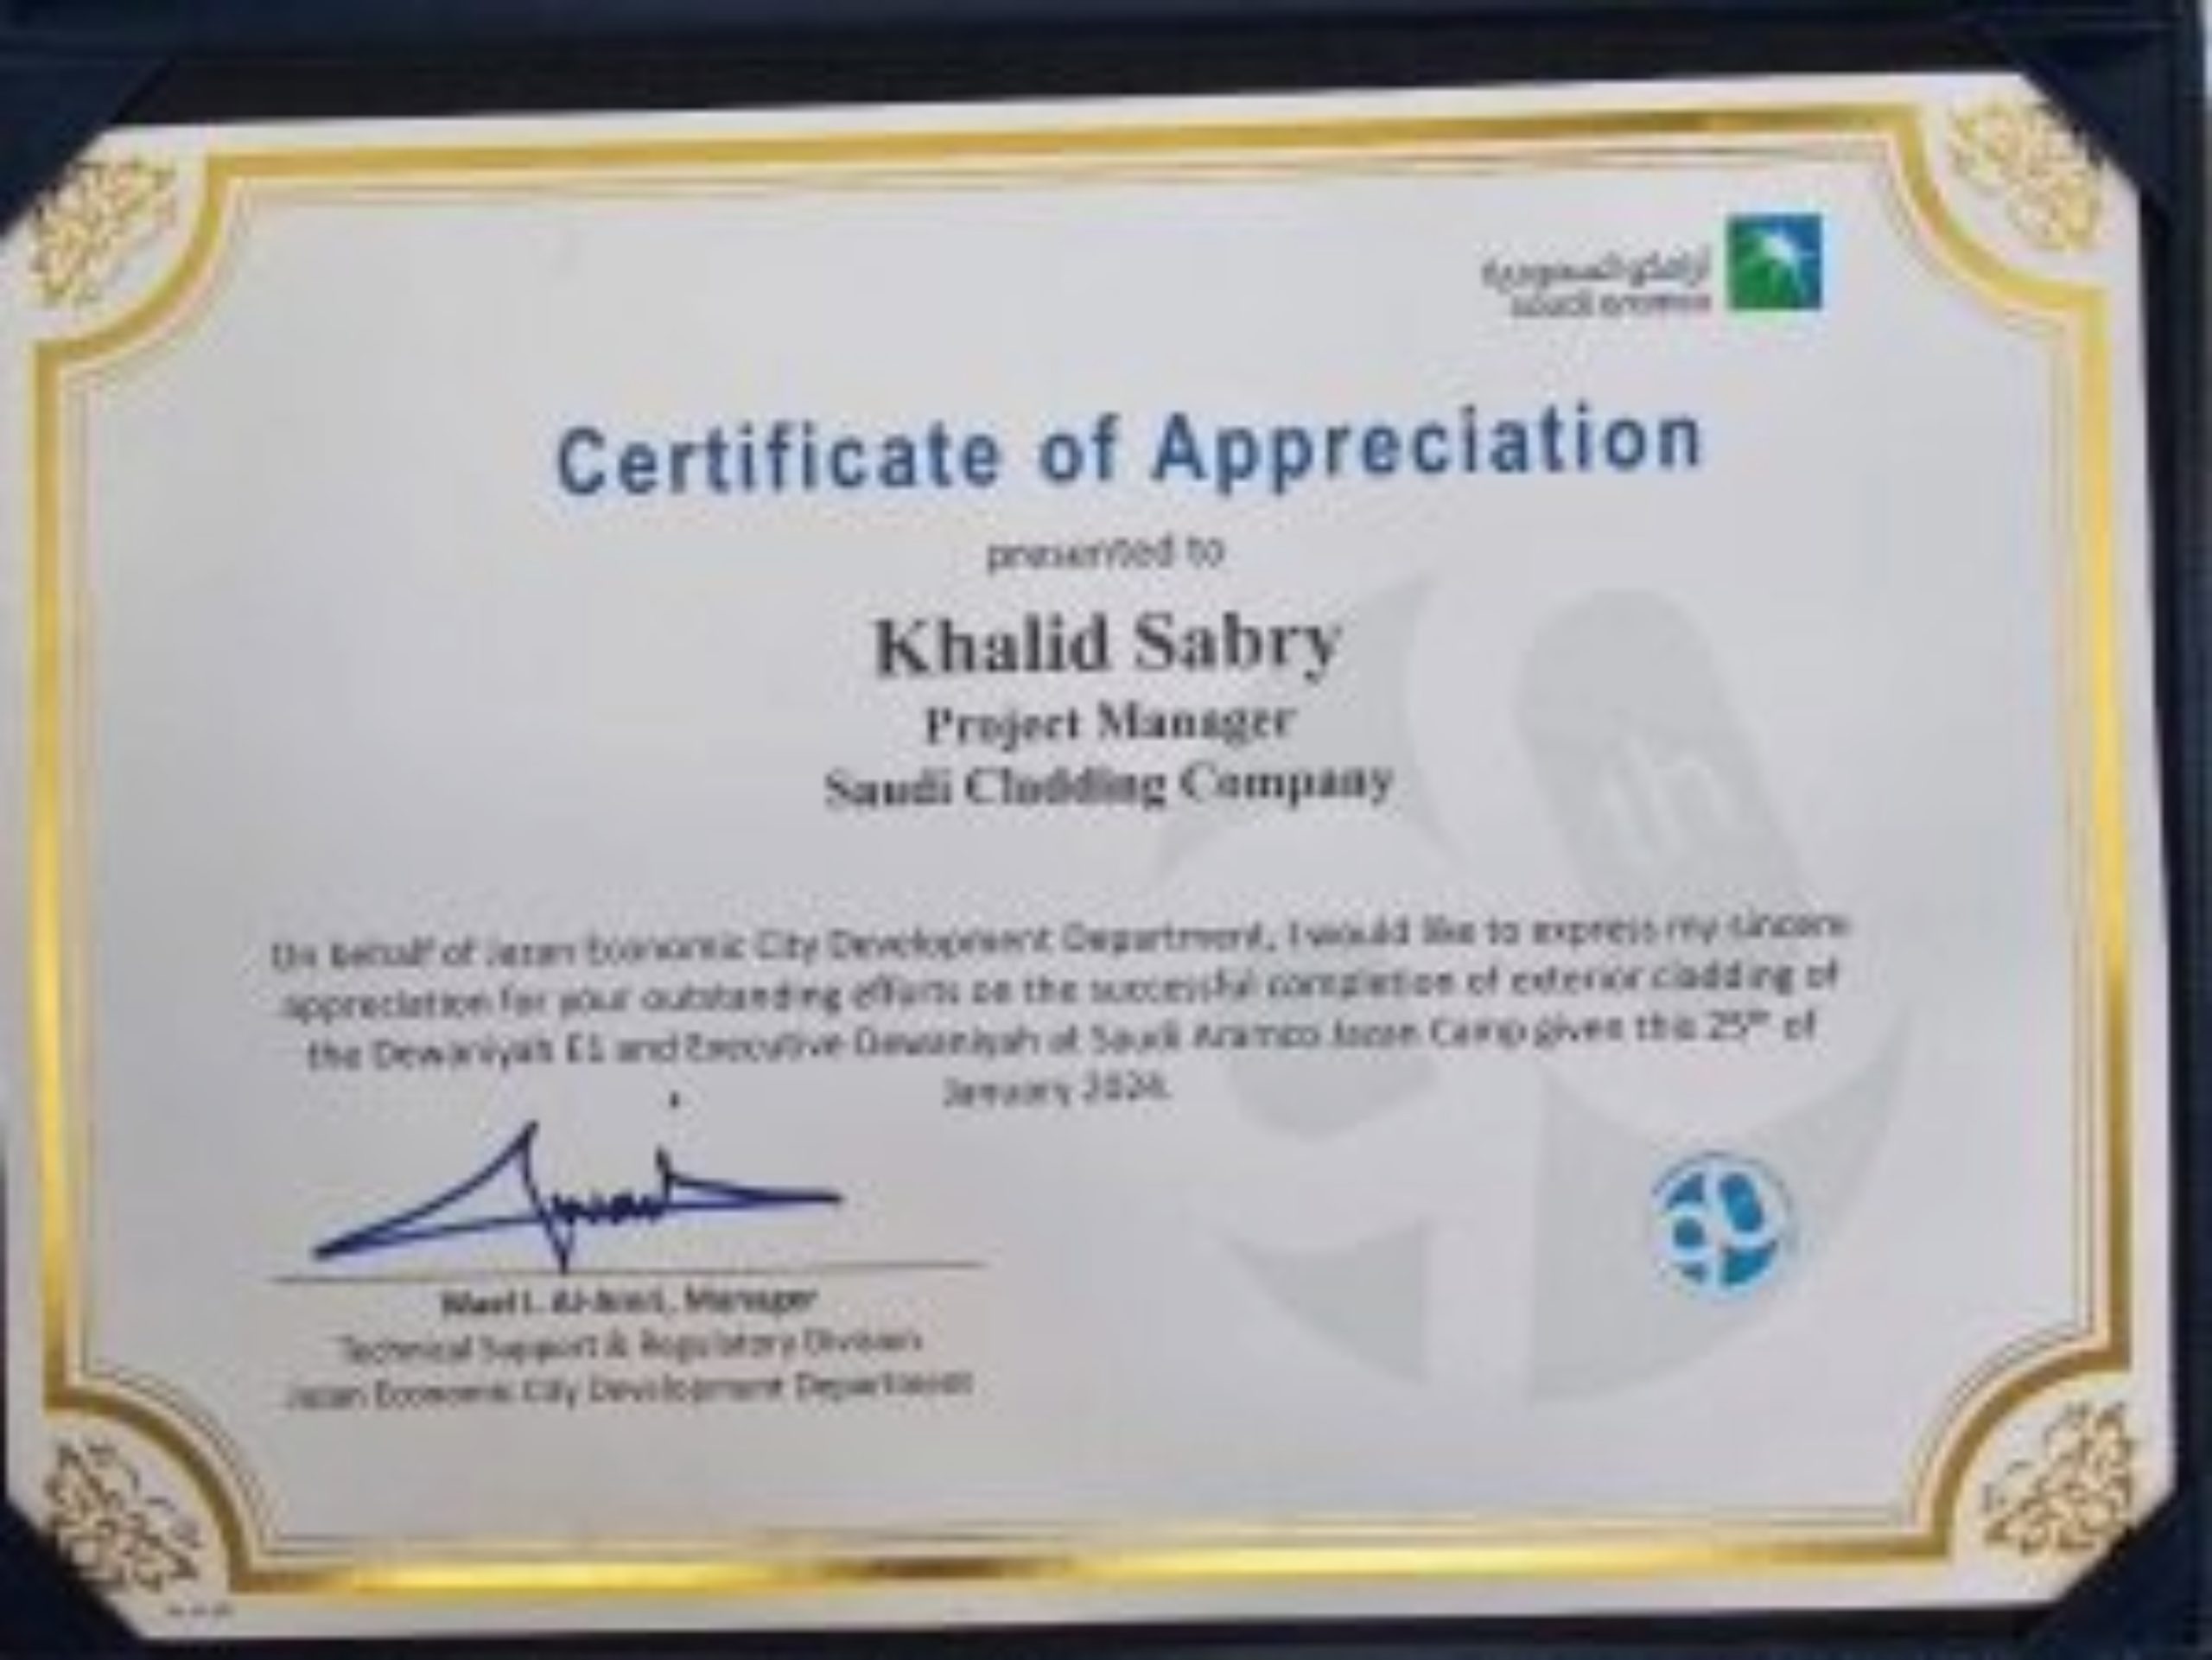 أرامكو السعودية
saudi aramco
Certificate of Appreciation
presented to
Khalid Sabry
Project Manager
Saudi Cladding Company
On behalf of Jazan Economic City Development Department, I would like to express my sincere
appreciation for your outstanding efforts on the successful completion of exterior cladding of
the Dewaniyah E1 and Executive Dewaniyah at Saudi Aramco Jazan Camp given this 25th of
January 2024.
Manager
Technical Support & Regulatory Division
Jazan Economic City Development Department